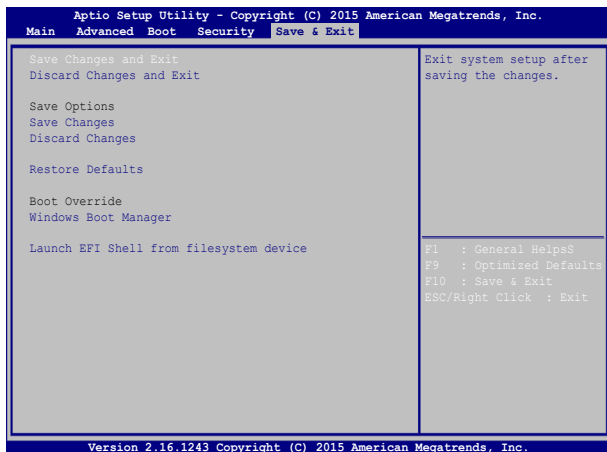 Aptio Setup Utility - Copyright (C) 2015 American Megatrends, Inc.
Main Advanced Boot Security Save & Exit
Save Changes and Exit
Discard Changes and Exit
Save Options
Save Changes
Discard Changes
Restore Defaults
Boot Override
Windows Boot Manager
Launch EFI Shell from filesystem device
Exit system setup after
saving the changes.
F1 : General HelpsS
F9 : Optimized Defaults
F10 : Save & Exit
ESC/Right Click : Exit
Version 2.16.1243 Copyright (C) 2015 American Megatrends, Inc.